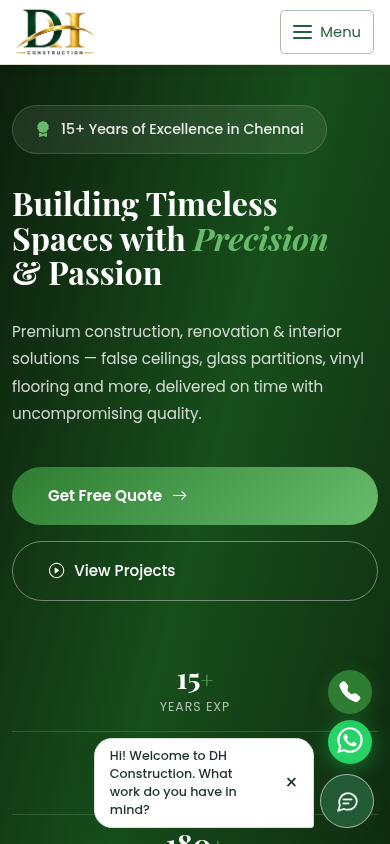 DH
CONSTRUCTION
Menu
15+ Years of Excellence in Chennai
Building Timeless
Spaces with Precision
& Passion
Premium construction, renovation & interior
solutions — false ceilings, glass partitions, vinyl
flooring and more, delivered on time with
uncompromising quality.
Get Free Quote
View Projects
15+
YEARS EXP
Hi! Welcome to DH
Construction. What
work do you have in
mind?
180+